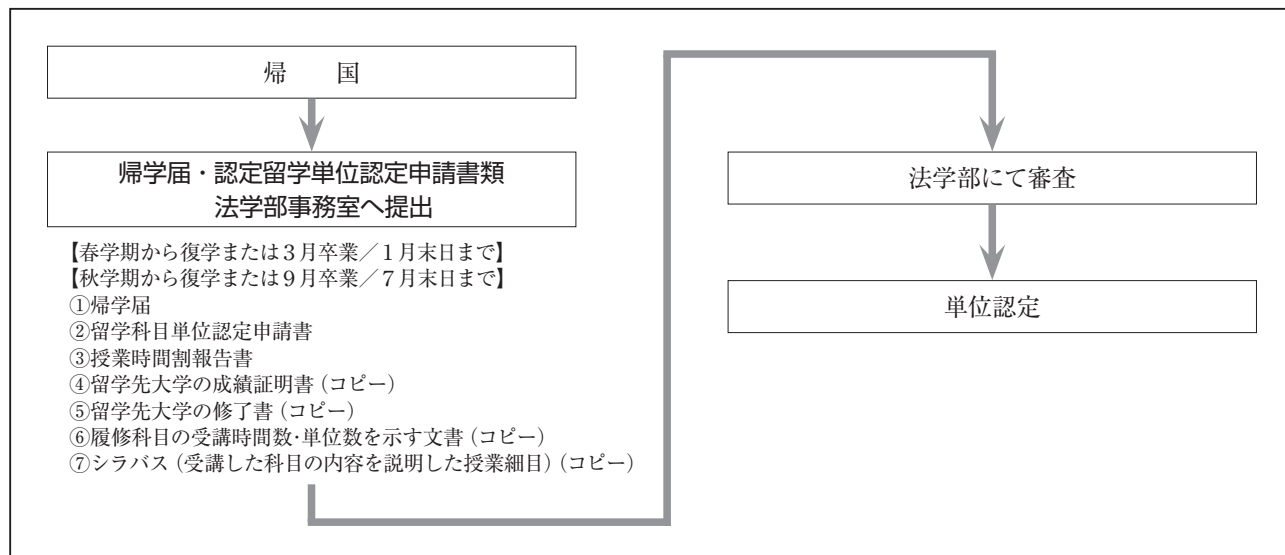 帰　　国
帰学届・認定留学単位認定申請書類
法学部事務室へ提出
【春学期から復学または３月卒業／１月末日まで】
【秋学期から復学または９月卒業／７月末日まで】
①帰学届
②留学科目単位認定申請書
③授業時間割報告書
④留学先大学の成績証明書（コピー）
⑤留学先大学の修了書（コピー）
⑥履修科目の受講時間数・単位数を示す文書（コピー）
⑦シラバス（受講した科目の内容を説明した授業細目）（コピー）
法学部にて審査
単位認定